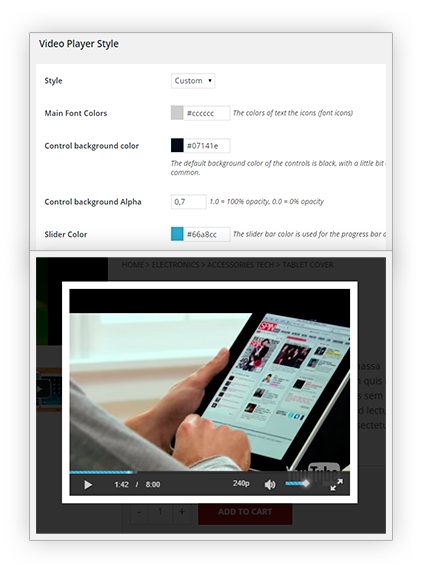 Video Player Style
Style Custom
Main Font Colors #cccccc The colors of text the icons (font icons)
Control background color #07141e
The default background color of the controls is black, with a little bit
common.
Control background Alpha 0,7 1.0 = 100% opacity, 0.0 = 0% opacity
Slider Color #66a8cc The slider bar color is used for the progress bar
HOME > ELECTRONICS > ACCESSORIES TECH > TABLET COVER
massa
quis
sem
lectu
YouTube
1:42 / 8:00 240p
- 1 +
ADD TO CART